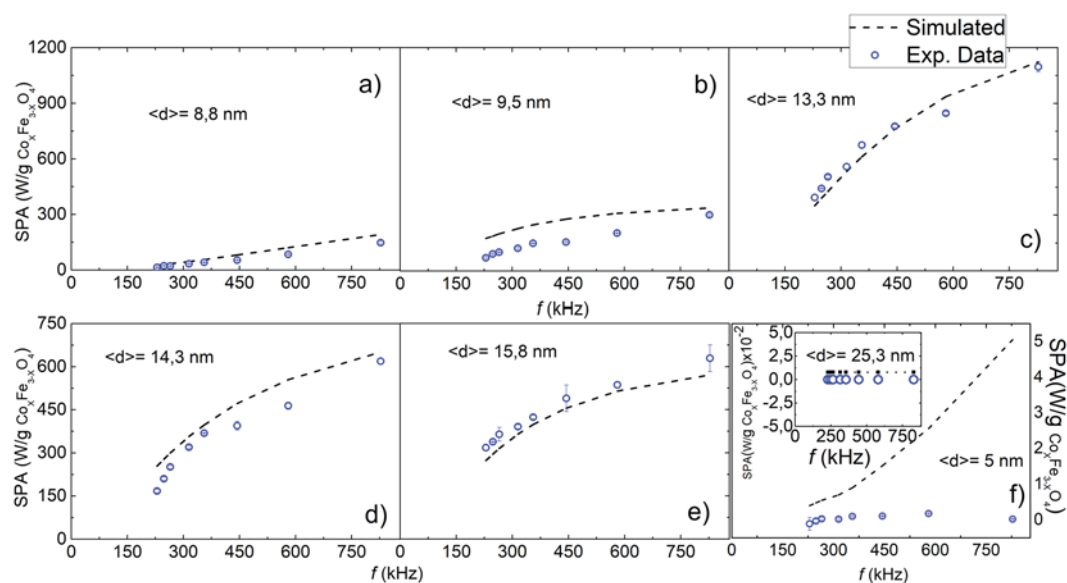 Simulated
Exp. Data
1200
900
600
300
0
SPA (W/g CoₓFe₃₋ₓO₄)
a)
<d>= 8,8 nm
b)
<d>= 9,5 nm
<d>= 13,3 nm
c)
0 150 300 450 600 750
0 150 300 450 600 750
0 150 300 450 600 750
f (kHz)
750
600
450
300
150
0
SPA (W/g CoₓFe₃₋ₓO₄)
<d>= 14,3 nm
d)
<d>= 15,8 nm
e)
SPA(W/g CoₓFe₃₋ₓO₄)x10⁻²
5,0
2,5
0,0
-2,5
-5,0
<d>= 25,3 nm
0 250 500 750
f (kHz)
<d>= 5 nm
f)
5
4
3
2
1
0
SPA(W/g CoₓFe₃₋ₓO₄)
0 150 300 450 600 750
0 150 300 450 600 750
0 150 300 450 600 750
f (kHz)
f (kHz)
f (kHz)